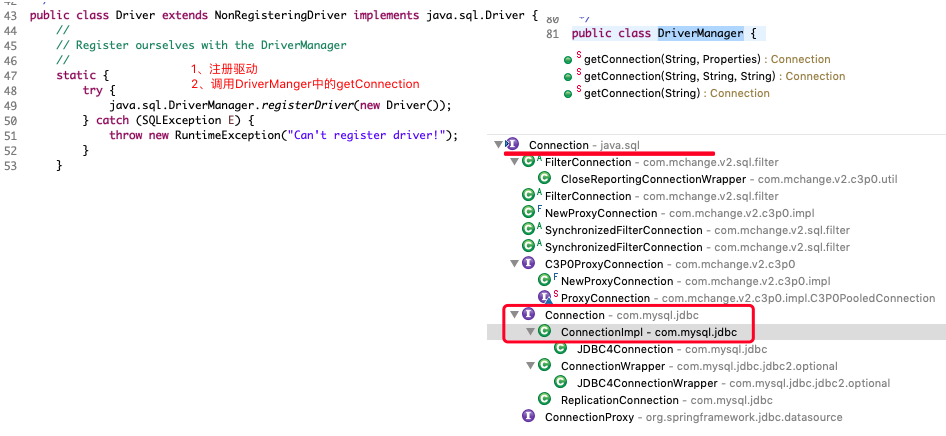 42	*/
43 public class Driver extends NonRegisteringDriver implements java.sql.Driver {
44 //
45 // Register ourselves with the DriverManager
46 //
47 static {
48 try {
49 java.sql.DriverManager.registerDriver(new Driver());
50 } catch (SQLException E) {
51 throw new RuntimeException("Can't register driver!");
52 }
53 }
1、注册驱动
2、调用DriverManger中的getConnection
80 */
81 public class DriverManager {
S getConnection(String, Properties) : Connection
S getConnection(String, String, String) : Connection
S getConnection(String) : Connection
I Connection - java.sql
C A FilterConnection - com.mchange.v2.sql.filter
C CloseReportingConnectionWrapper - com.mchange.v2.c3p0.util
C A FilterConnection - com.mchange.v2.sql.filter
C F NewProxyConnection - com.mchange.v2.c3p0.impl
C A SynchronizedFilterConnection - com.mchange.v2.sql.filter
C A SynchronizedFilterConnection - com.mchange.v2.sql.filter
I C3P0ProxyConnection - com.mchange.v2.c3p0
C F NewProxyConnection - com.mchange.v2.c3p0.impl
I S ProxyConnection - com.mchange.v2.c3p0.impl.C3P0PooledConnection
I Connection - com.mysql.jdbc
C ConnectionImpl - com.mysql.jdbc
C JDBC4Connection - com.mysql.jdbc
C ConnectionWrapper - com.mysql.jdbc.jdbc2.optional
C JDBC4ConnectionWrapper - com.mysql.jdbc.jdbc2.optional
C ReplicationConnection - com.mysql.jdbc
I ConnectionProxy - org.springframework.jdbc.datasource